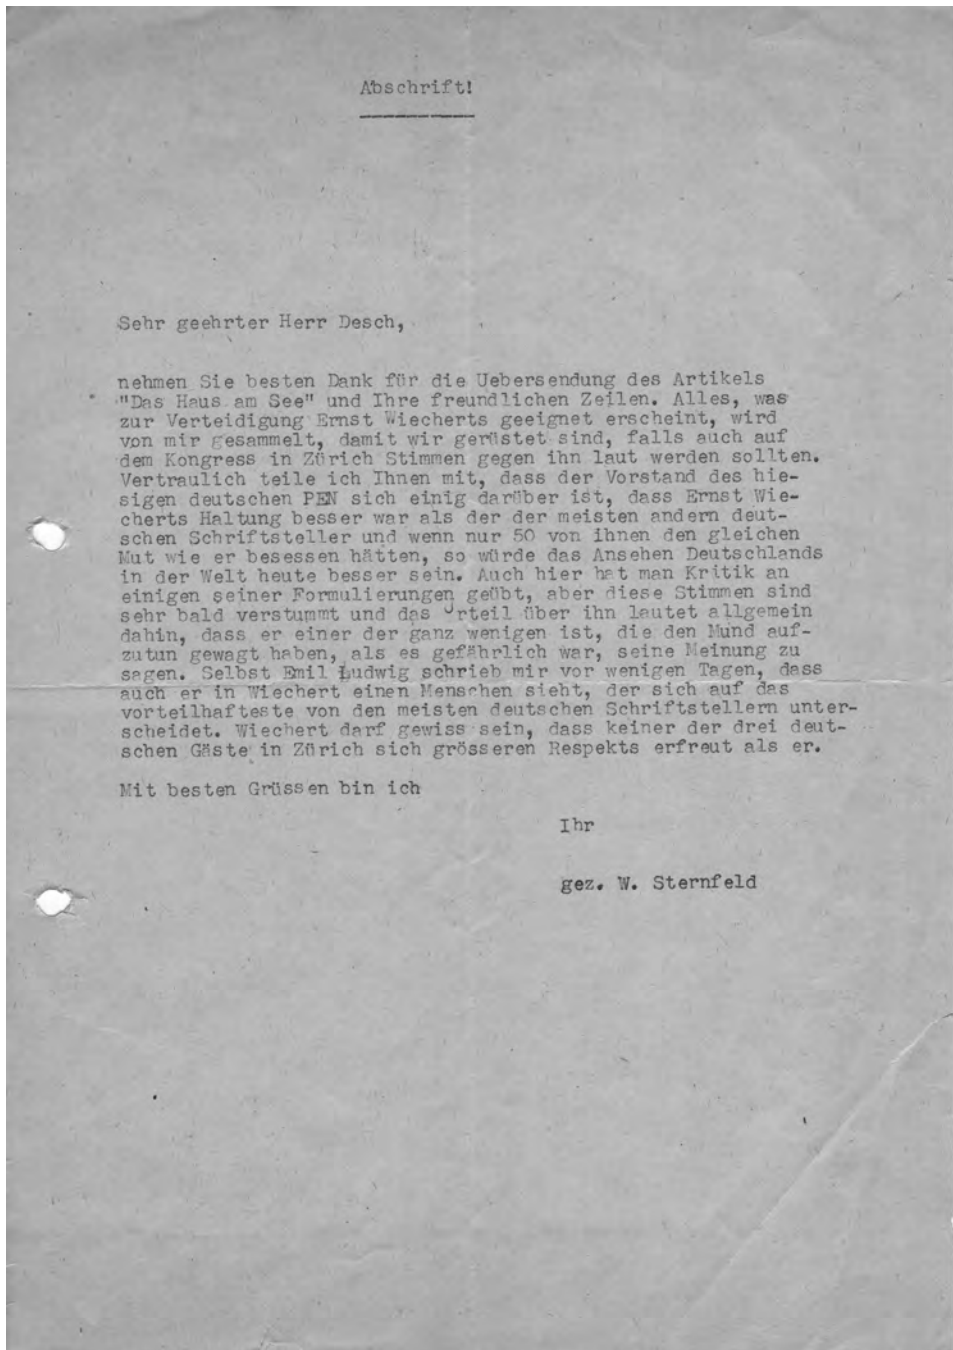 Abschrift!
Sehr geehrter Herr Desch,
nehmen Sie besten Dank für die Uebersendung des Artikels
"Das Haus am See" und Ihre freundlichen Zeilen. Alles, was
zur Verteidigung Ernst Wiecherts geeignet erscheint, wird
von mir gesammelt, damit wir gerüstet sind, falls auch auf
dem Kongress in Zürich Stimmen gegen ihn laut werden sollten.
Vertraulich teile ich Ihnen mit, dass der Vorstand des hie-
sigen deutschen PEN sich einig darüber ist, dass Ernst Wie-
cherts Haltung besser war als der der meisten andern deut-
schen Schriftsteller und wenn nur 50 von ihnen den gleichen
Mut wie er besessen hätten, so würde das Ansehen Deutschlands
in der Welt heute besser sein. Auch hier hat man Kritik an
einigen seiner Formulierungen geübt, aber diese Stimmen sind
sehr bald verstummt und das Urteil über ihn lautet allgemein
dahin, dass er einer der ganz wenigen ist, die den Mund auf-
zutun gewagt haben, als es gefährlich war, seine Meinung zu
sagen. Selbst Emil Ludwig schrieb mir vor wenigen Tagen, dass
auch er in Wiechert einen Menschen sieht, der sich auf das
vorteilhafteste von den meisten deutschen Schriftstellern unter-
scheidet. Wiechert darf gewiss sein, dass keiner der drei deut-
schen Gäste in Zürich sich grösseren Respekts erfreut als er.
Mit besten Grüssen bin ich
Ihr
gez. W. Sternfeld